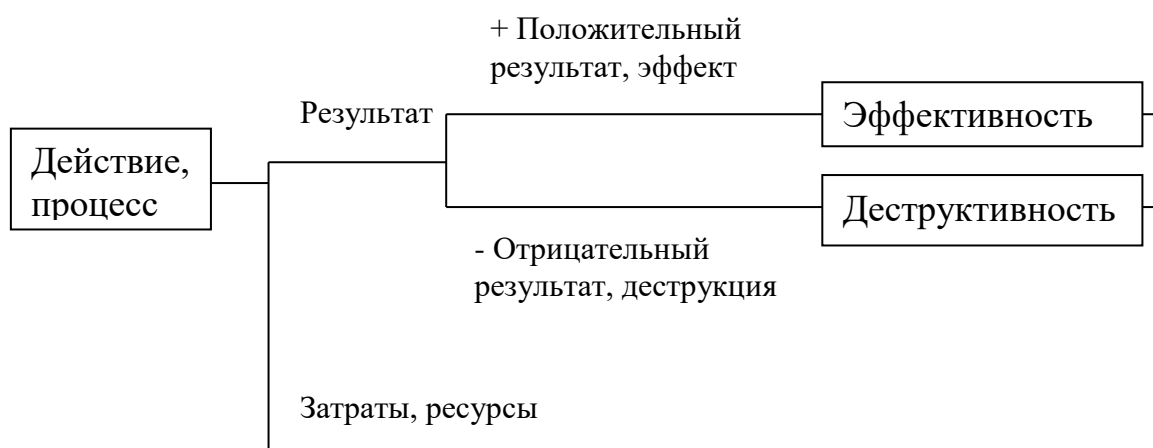 + Положительный
результат, эффект
Результат
Эффективность
Действие,
процесс
Деструктивность
- Отрицательный
результат, деструкция
Затраты, ресурсы